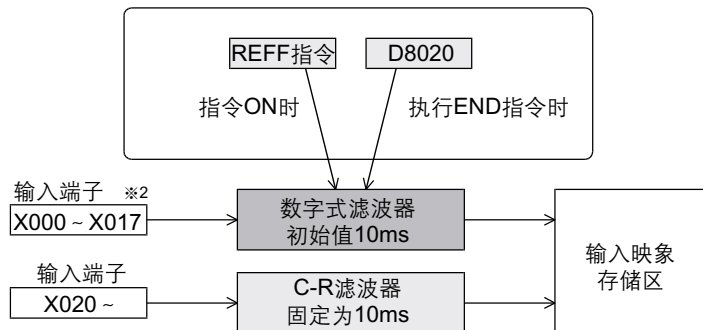 REFF指令
D8020
指令ON时
执行END指令时
输入端子 ※2
X000 ~ X017
数字式滤波器
初始值10ms
输入映象
存储区
输入端子
X020 ~
C-R滤波器
固定为10ms